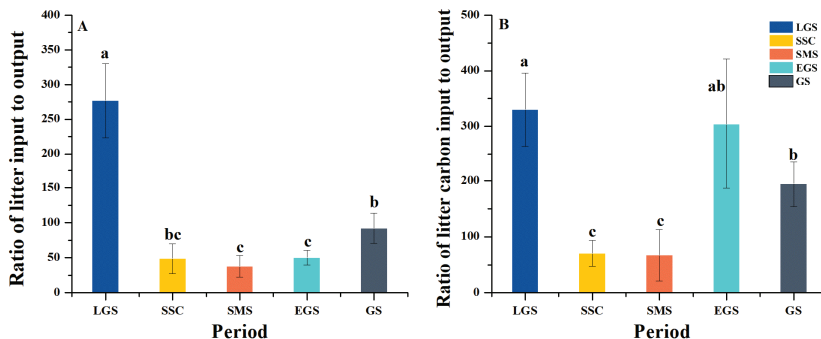 A
Ratio of litter input to output
400
350
300
250
200
150
100
50
0
a
bc
c
c
b
LGS
SSC
SMS
EGS
GS
Period
B
Ratio of litter carbon input to output
500
400
300
200
100
0
a
c
c
ab
b
LGS
SSC
SMS
EGS
GS
Period
LGS
SSC
SMS
EGS
GS